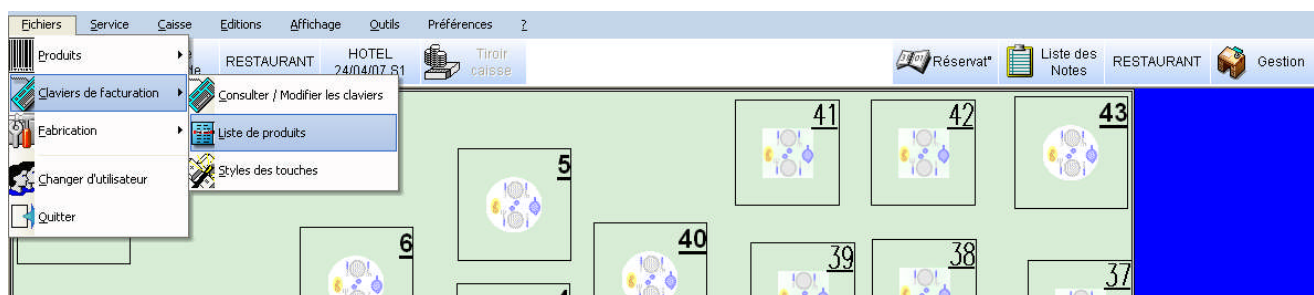 Fichiers Service Caisse Editions Affichage Outils Préférences ?
RESTAURANT
HOTEL
24/04/07 S1
Tiroir
caisse
Réservat°
Liste des
Notes
RESTAURANT
Gestion
Produits
Claviers de facturation
Fabrication
Changer d'utilisateur
Quitter
Consulter / Modifier les claviers
Liste de produits
Styles des touches
41
42
43
5
6
40
39
38
37